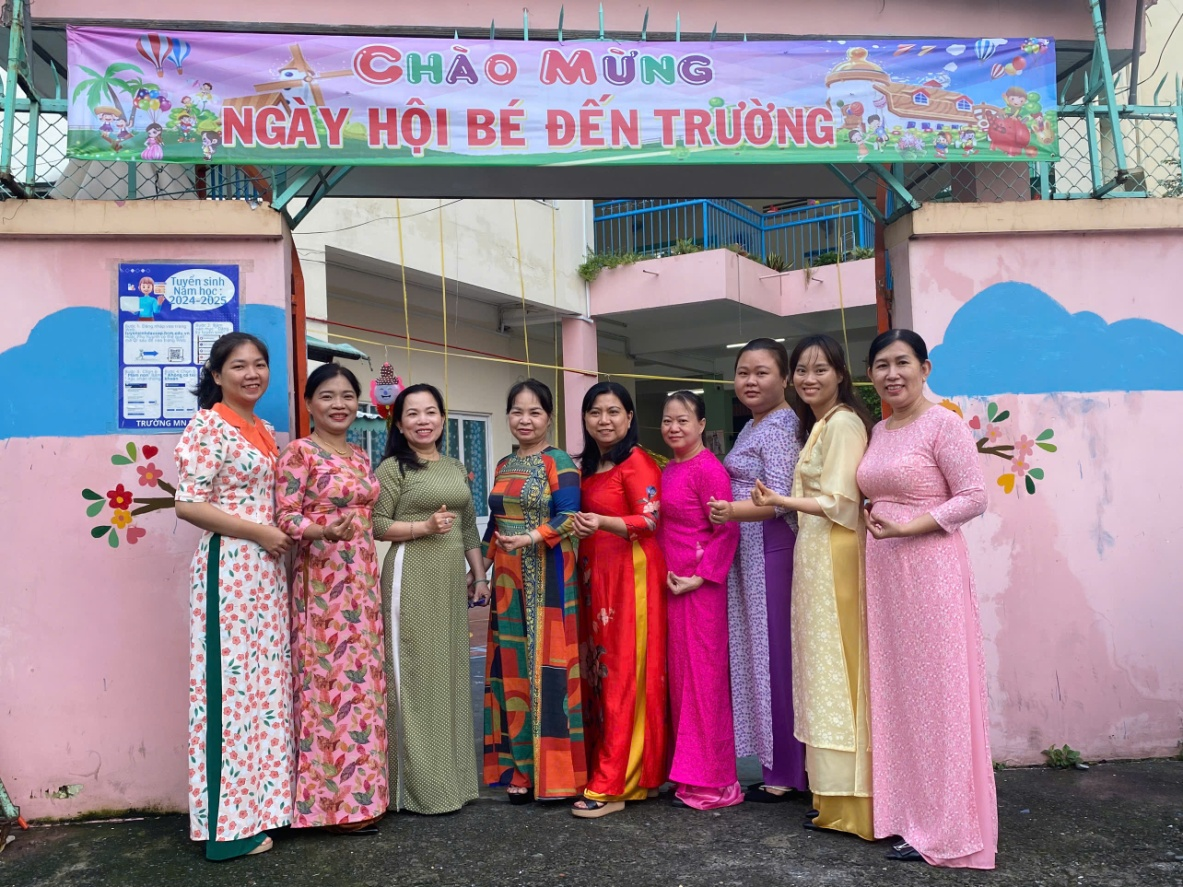 CHÀO MỪNG
NGÀY HỘI BÉ ĐẾN TRƯỜNG
Tuyển sinh
Năm học :
2024-2025
TRƯỜNG MN